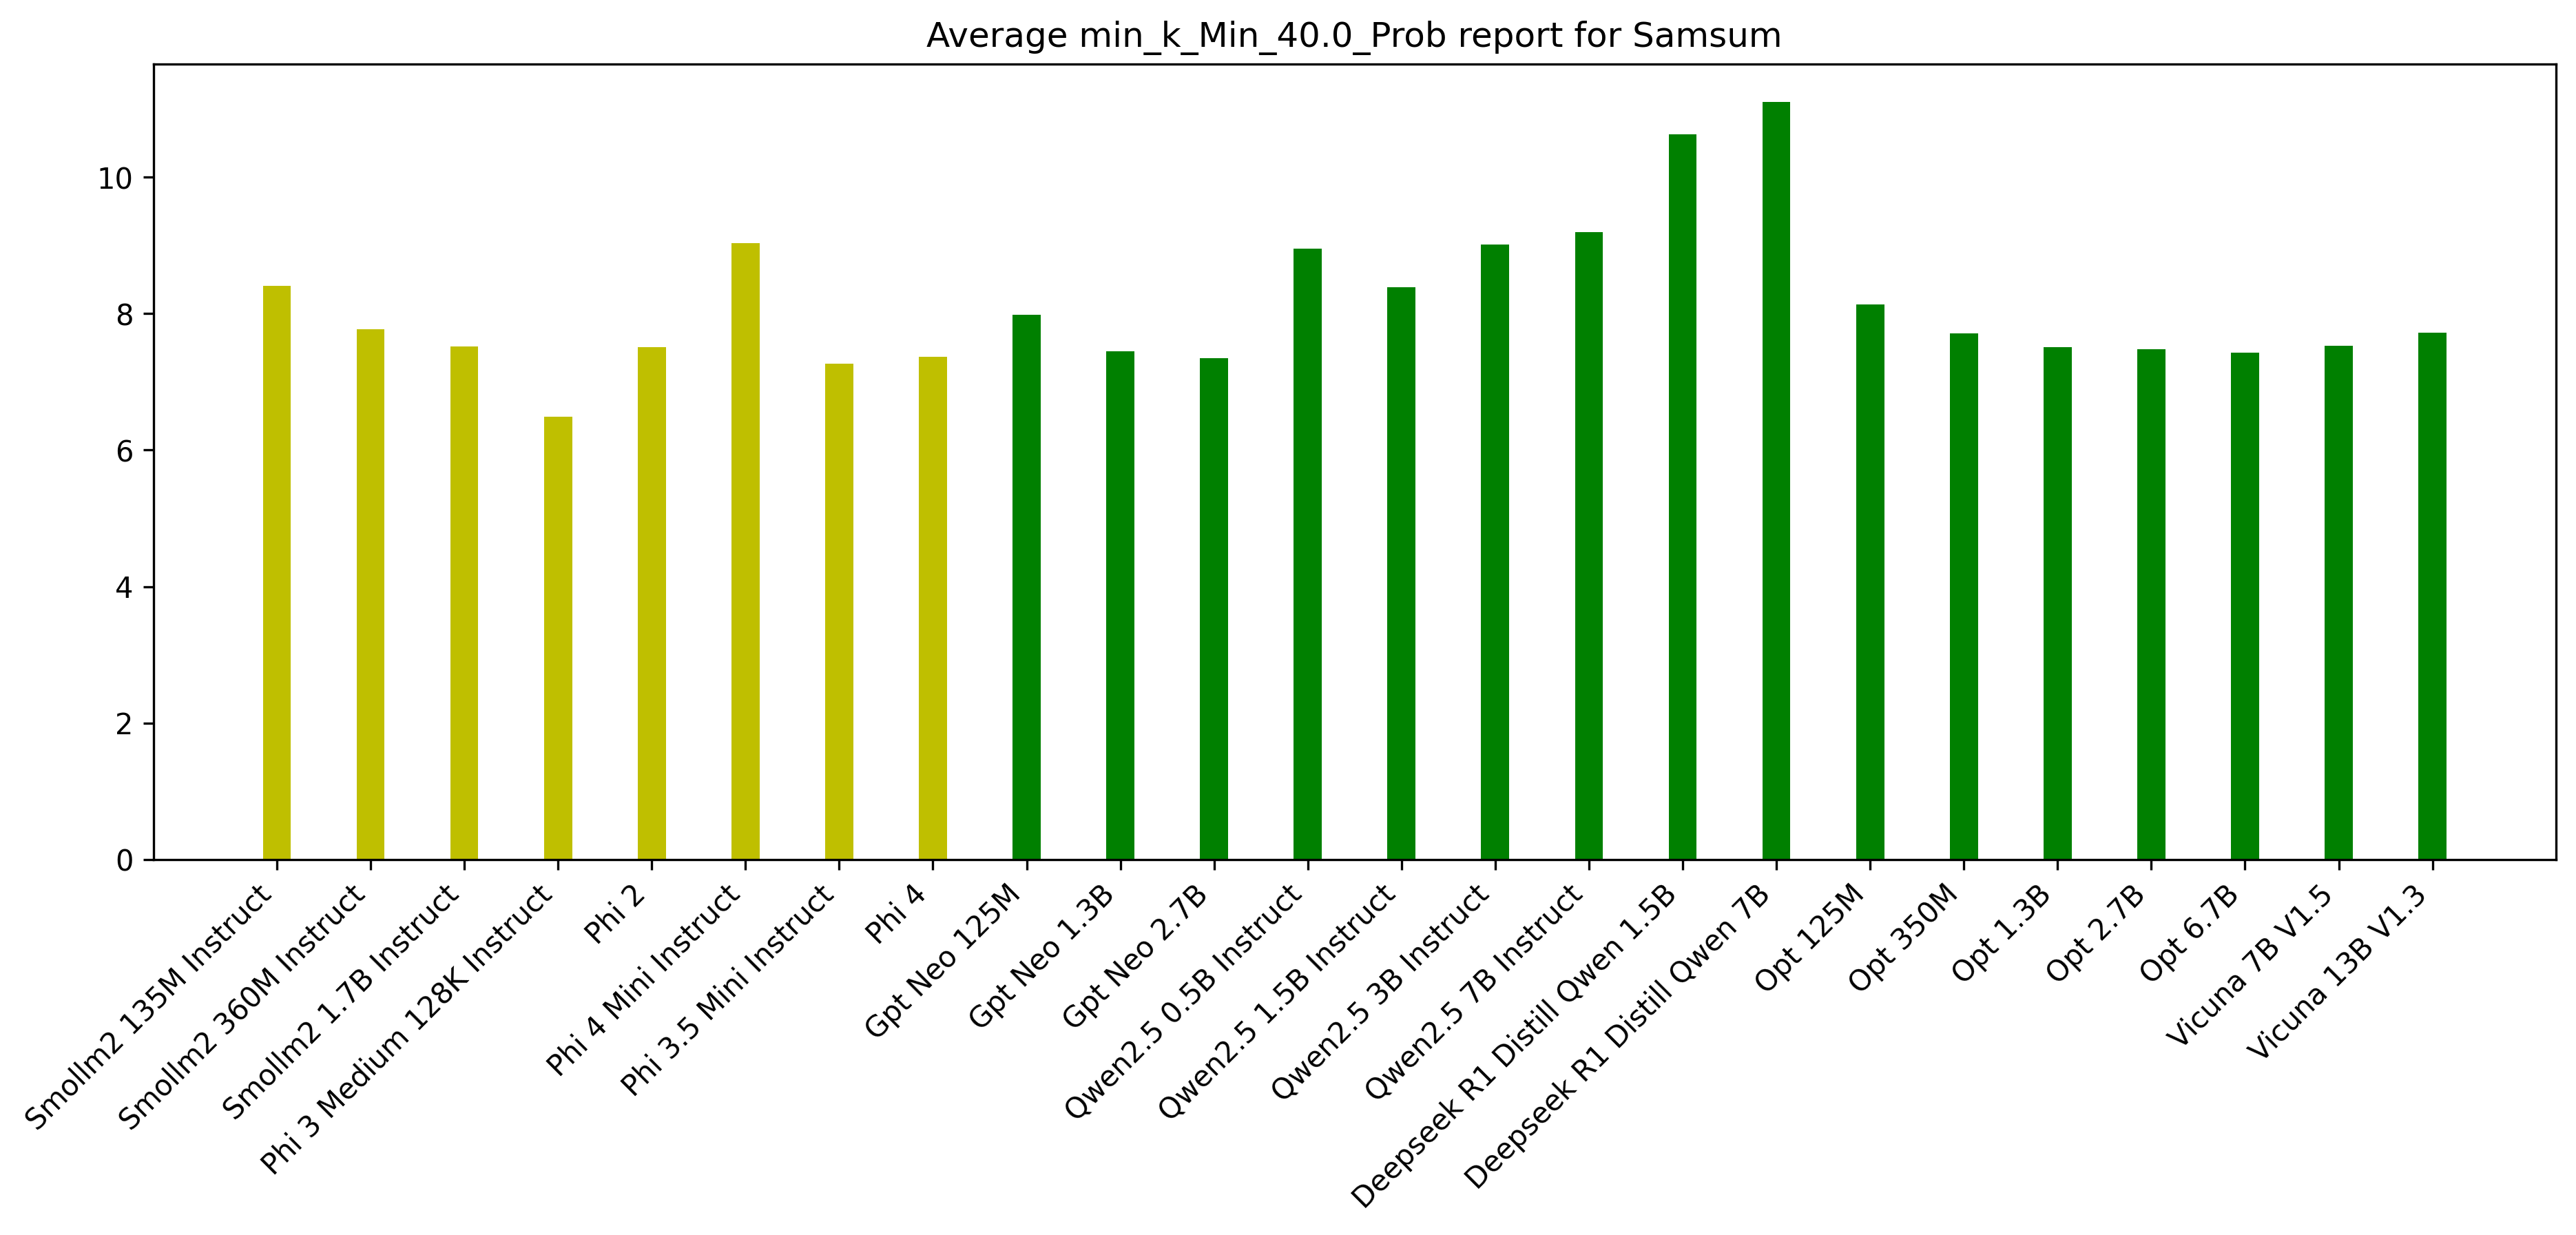 Average min_k_Min_40.0_Prob report for Samsum
10
8
6
4
2
0
Smollm2 135M Instruct
Smollm2 360M Instruct
Smollm2 1.7B Instruct
Phi 3 Medium 128K Instruct
Phi 2
Phi 4 Mini Instruct
Phi 3.5 Mini Instruct
Phi 4
Gpt Neo 125M
Gpt Neo 1.3B
Gpt Neo 2.7B
Qwen2.5 0.5B Instruct
Qwen2.5 1.5B Instruct
Qwen2.5 3B Instruct
Qwen2.5 7B Instruct
Deepseek R1 Distill Qwen 1.5B
Deepseek R1 Distill Qwen 7B
Opt 125M
Opt 350M
Opt 1.3B
Opt 2.7B
Opt 6.7B
Vicuna 7B V1.5
Vicuna 13B V1.3